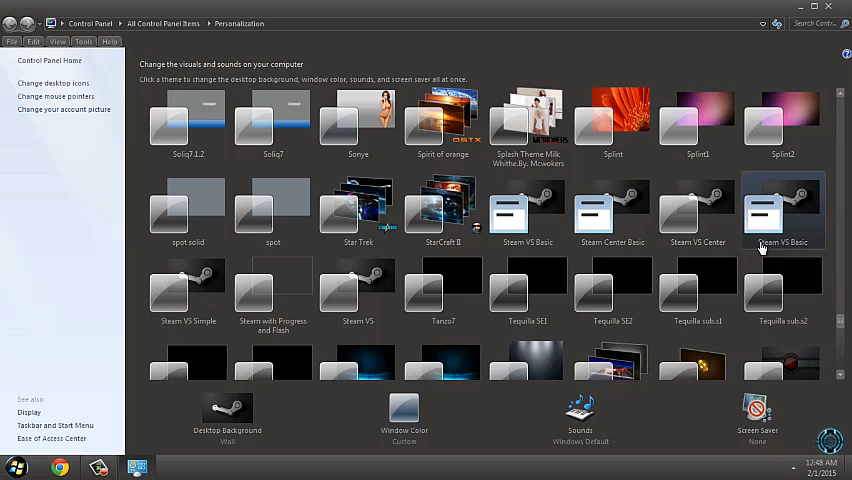 Control Panel
All Control Panel Items
Personalization
Search Contr...
File
Edit
View
Tools
Help
Control Panel Home
Change desktop icons
Change mouse pointers
Change your account picture
Change the visuals and sounds on your computer
Click a theme to change the desktop background, window color, sounds, and screen saver all at once.
OSTX
Soliq7.1.2
Soliq7
Sonye
Spirit of orange
Splash Theme Milk
Whithe.By. Mcwokers
Splint
Splint1
Splint2
spot solid
spot
Star Trek
StarCraft II
Steam VS Basic
Steam Center Basic
Steam VS Center
Steam VS Basic
Steam VS Simple
Steam with Progress
and Flash
Steam VS
Tanzo7
Tequilla SE1
Tequilla SE2
Tequilla sub.s1
Tequilla sub.s2
See also
Display
Taskbar and Start Menu
Ease of Access Center
Desktop Background
Wall
Window Color
Custom
Sounds
Windows Default
Screen Saver
None
12:48 AM
2/1/2015